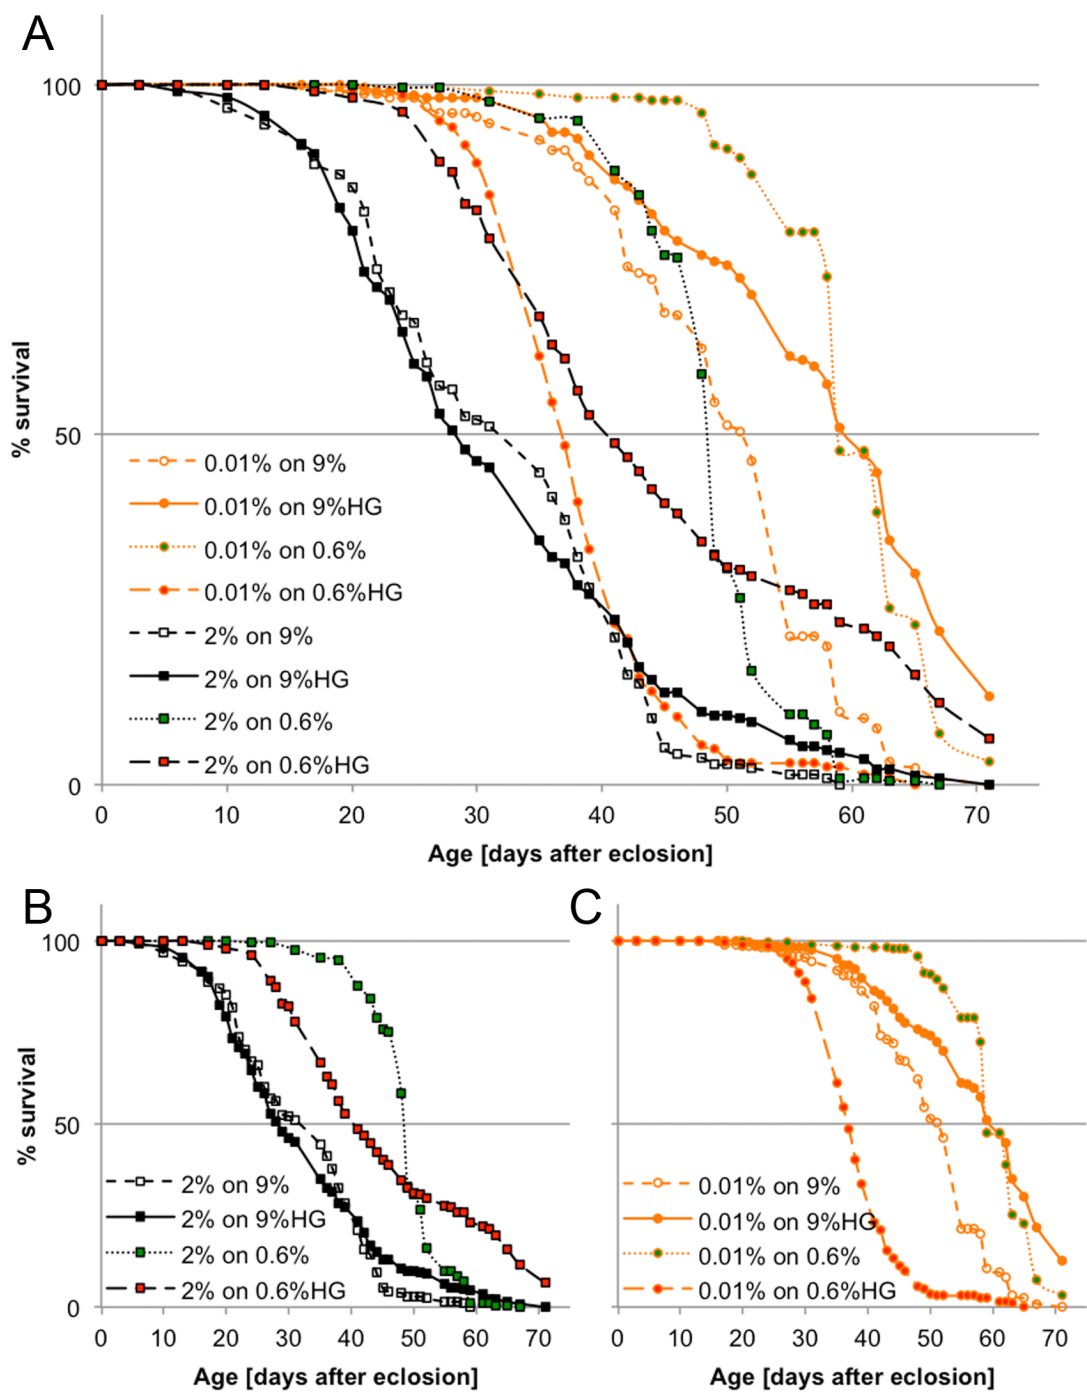 A
100
% survival
50
0.01% on 9%
0.01% on 9%HG
0.01% on 0.6%
0.01% on 0.6%HG
2% on 9%
2% on 9%HG
2% on 0.6%
2% on 0.6%HG
0
0 10 20 30 40 50 60 70
Age [days after eclosion]
B
100
% survival
50
2% on 9%
2% on 9%HG
2% on 0.6%
2% on 0.6%HG
0
0 10 20 30 40 50 60 70
Age [days after eclosion]
C
0.01% on 9%
0.01% on 9%HG
0.01% on 0.6%
0.01% on 0.6%HG
0 10 20 30 40 50 60 70
Age [days after eclosion]